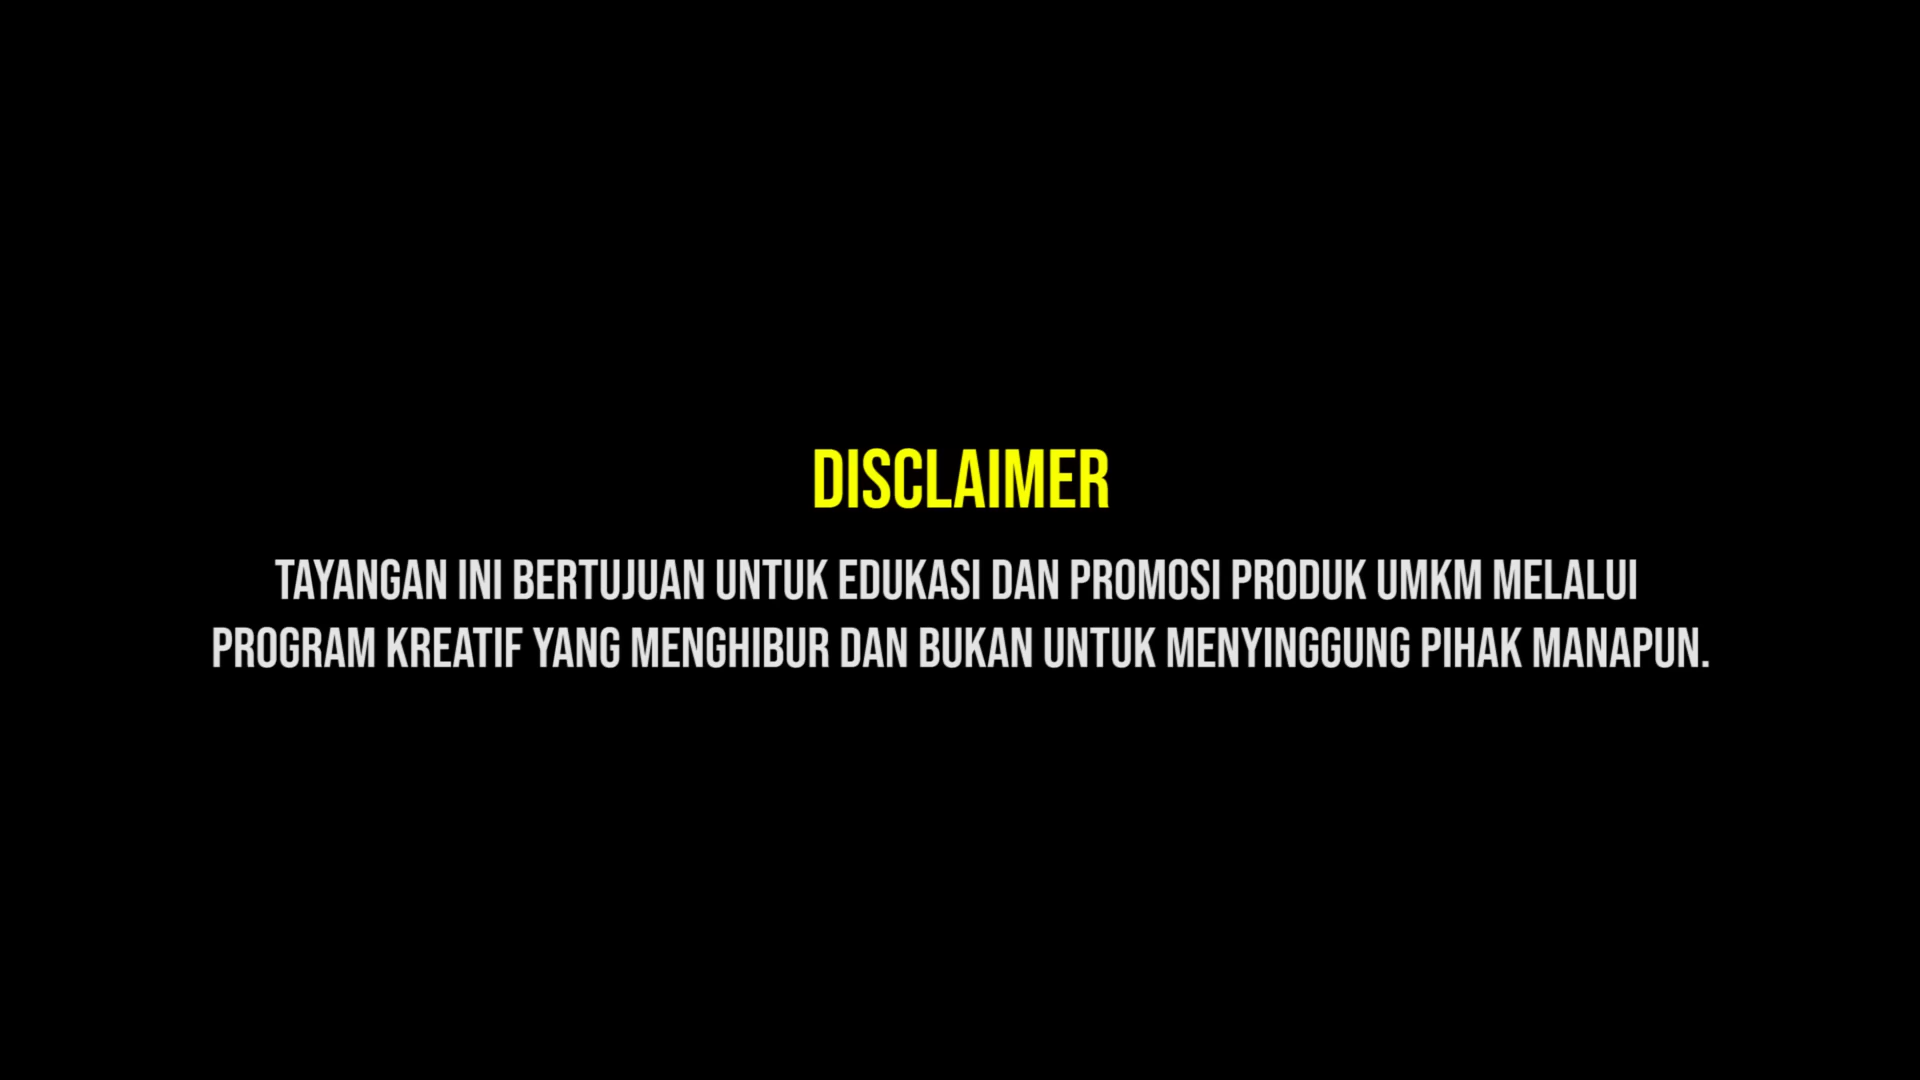 DISCLAIMER
TAYANGAN INI BERTUJUAN UNTUK EDUKASI DAN PROMOSI PRODUK UMKM MELALUI
PROGRAM KREATIF YANG MENGHIBUR DAN BUKAN UNTUK MENYINGGUNG PIHAK MANAPUN.